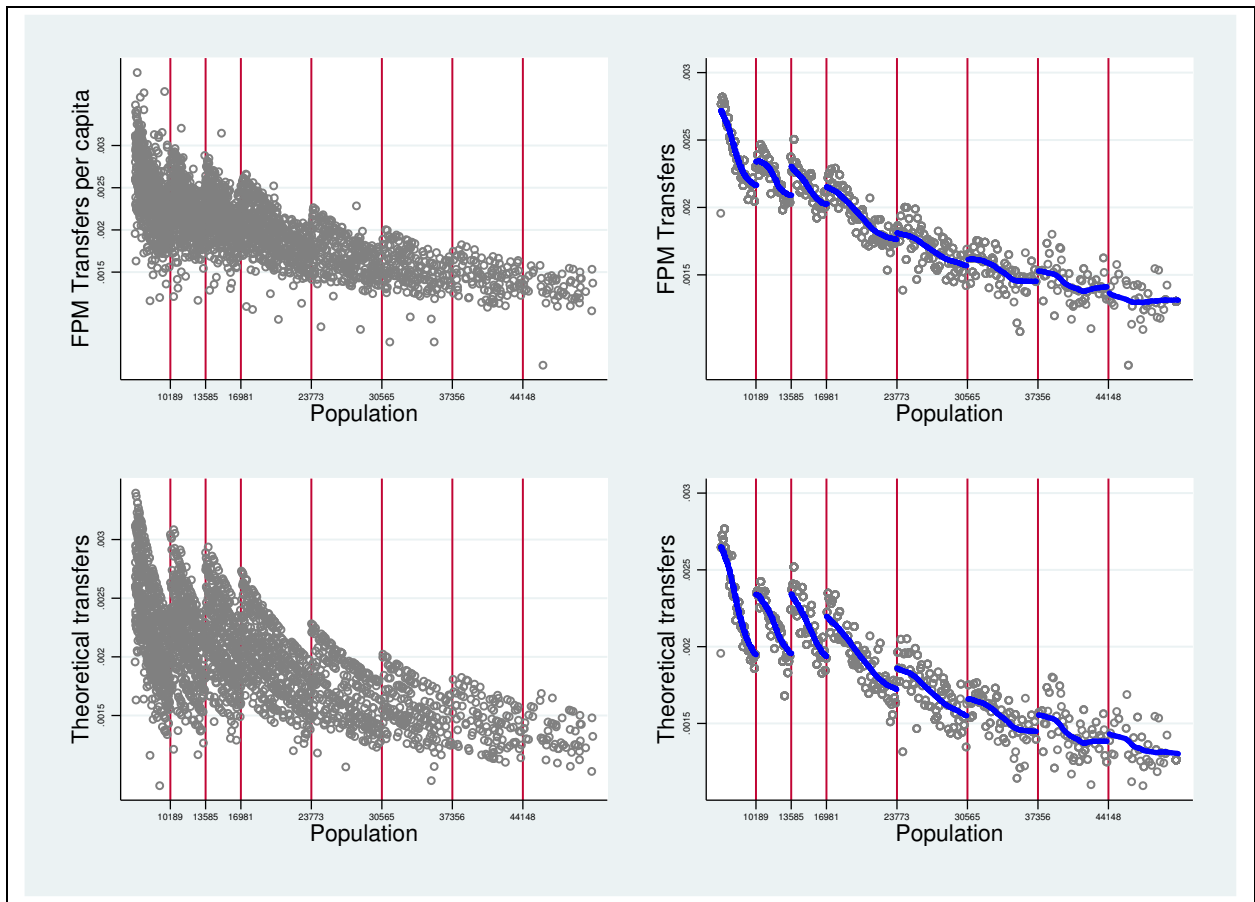 FPM Transfers per capita
.003
.0025
.002
.0015
10189 13585 16981 23773 30565 37356 44148
Population
FPM Transfers
.003
.0025
.002
.0015
10189 13585 16981 23773 30565 37356 44148
Population
Theoretical transfers
.003
.0025
.002
.0015
10189 13585 16981 23773 30565 37356 44148
Population
Theoretical transfers
.003
.0025
.002
.0015
10189 13585 16981 23773 30565 37356 44148
Population